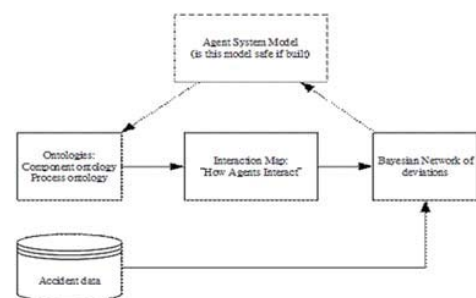 Agent System Model
(is this model safe if built)
Ontologies:
Component ontology
Process ontology
Interaction Map:
"How Agents Interact"
Bayesian Network of
deviations
Accident data